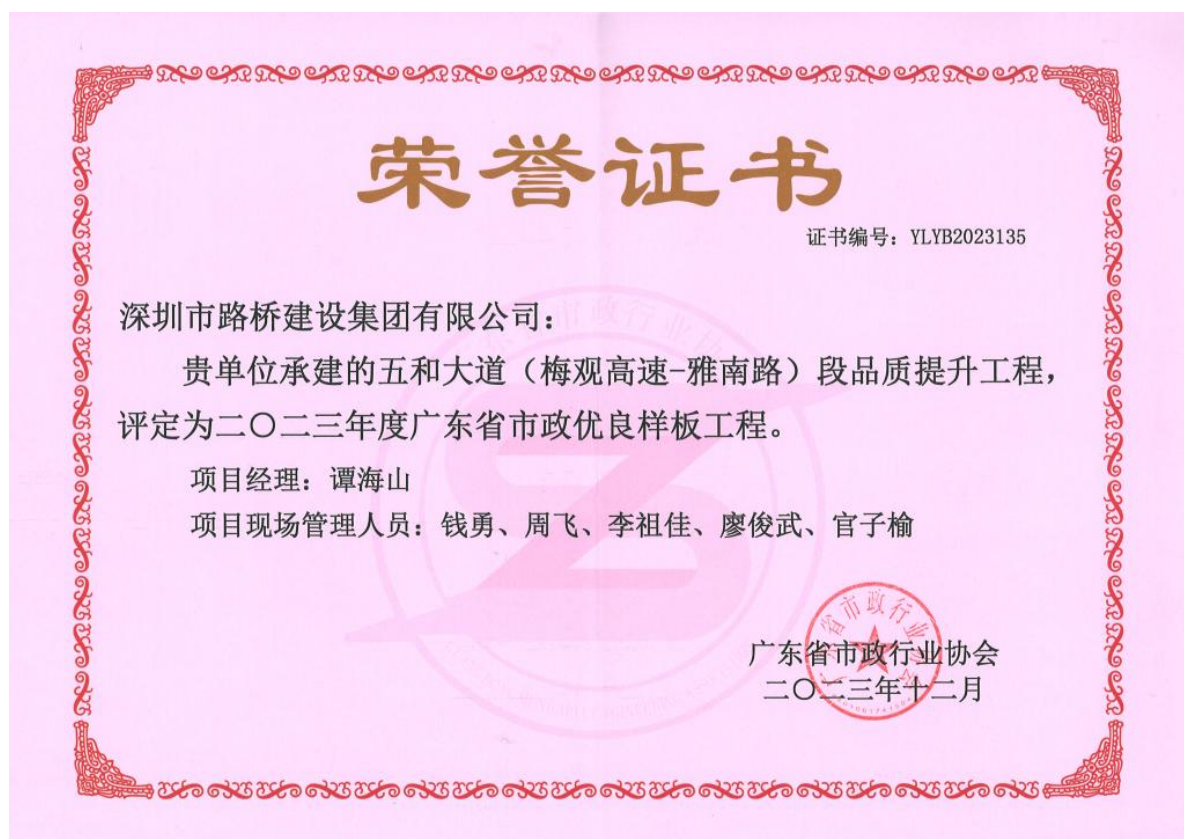 荣誉证书
证书编号：YLYB2023135
深圳市路桥建设集团有限公司：
贵单位承建的五和大道（梅观高速-雅南路）段品质提升工程，
评定为二〇二三年度广东省市政优良样板工程。
项目经理：谭海山
项目现场管理人员：钱勇、周飞、李祖佳、廖俊武、官子榆
广东省市政行业协会
二〇二三年十二月